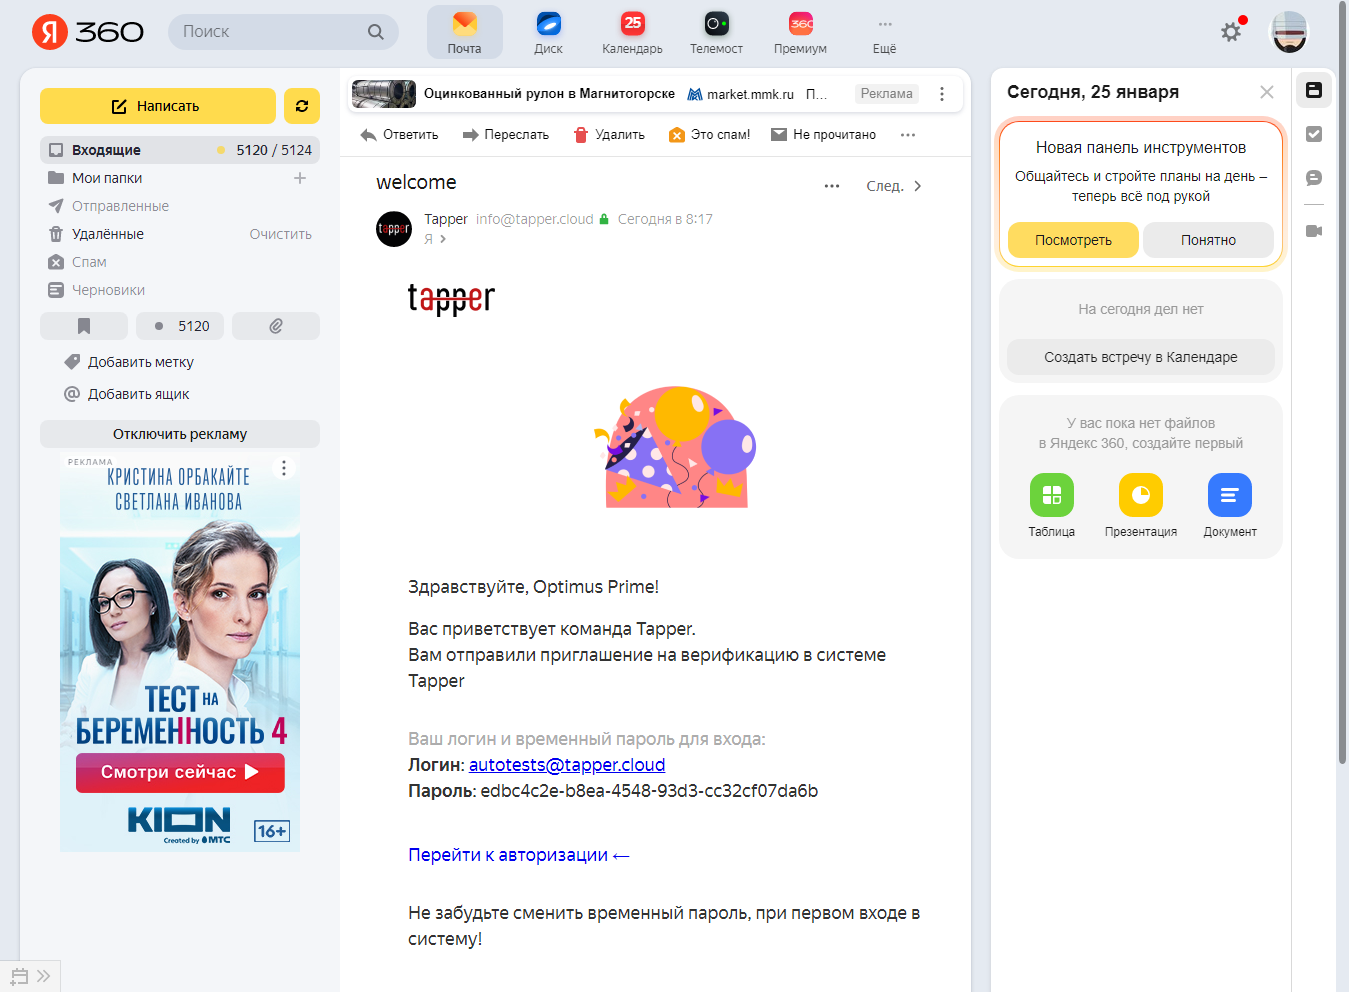 Я 360
Поиск
Почта
Диск
25
Календарь
Телемост
360
Премиум
Ещё
Написать
Входящие
5120 / 5124
Мои папки
Отправленные
Удалённые
Очистить
Спам
Черновики
5120
Добавить метку
Добавить ящик
Отключить рекламу
РЕКЛАМА
КРИСТИНА ОРБАКАЙТЕ
СВЕТЛАНА ИВАНОВА
ТЕСТ НА
БЕРЕМЕННОСТЬ 4
Смотри сейчас
KION
Created by МТС
16+
Оцинкованный рулон в Магнитогорске
market.mmk.ru П...
Реклама
Ответить
Переслать
Удалить
Это спам!
Не прочитано
welcome
След.
tapper
Tapper info@tapper.cloud Сегодня в 8:17
Я
tapper
Здравствуйте, Optimus Prime!
Вас приветствует команда Tapper.
Вам отправили приглашение на верификацию в системе
Tapper
Ваш логин и временный пароль для входа:
Логин: autotests@tapper.cloud
Пароль: edbc4c2e-b8ea-4548-93d3-cc32cf07da6b
Перейти к авторизации ←
Не забудьте сменить временный пароль, при первом входе в
систему!
Сегодня, 25 января
Новая панель инструментов
Общайтесь и стройте планы на день –
теперь всё под рукой
Посмотреть
Понятно
На сегодня дел нет
Создать встречу в Календаре
У вас пока нет файлов
в Яндекс 360, создайте первый
Таблица
Презентация
Документ